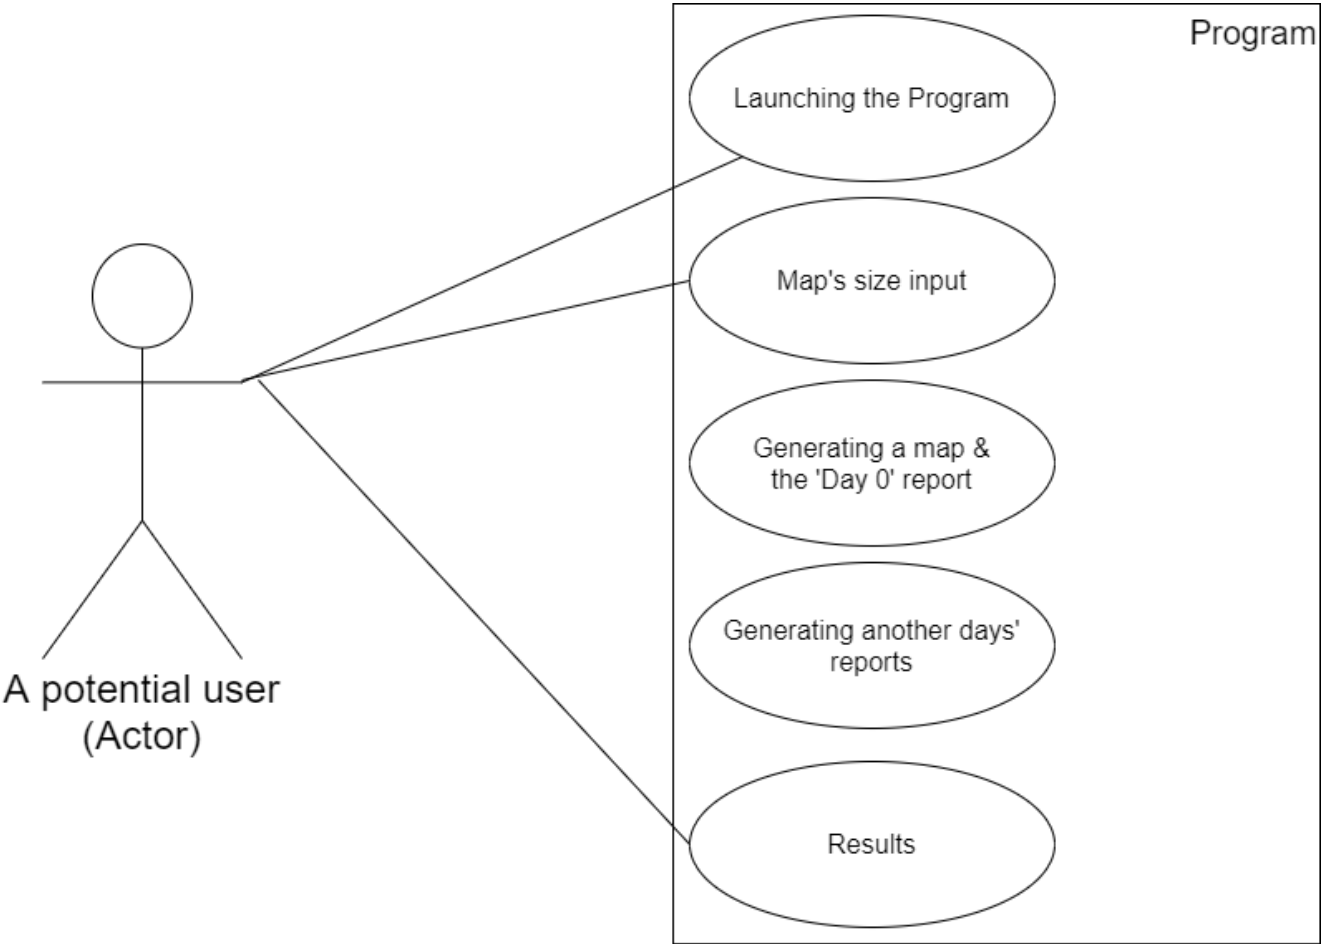 Program
Launching the Program
Map's size input
Generating a map &
the 'Day 0' report
Generating another days'
reports
A potential user
(Actor)
Results